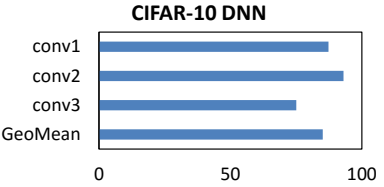 CIFAR-10 DNN
conv1
conv2
conv3
GeoMean
0 50 100